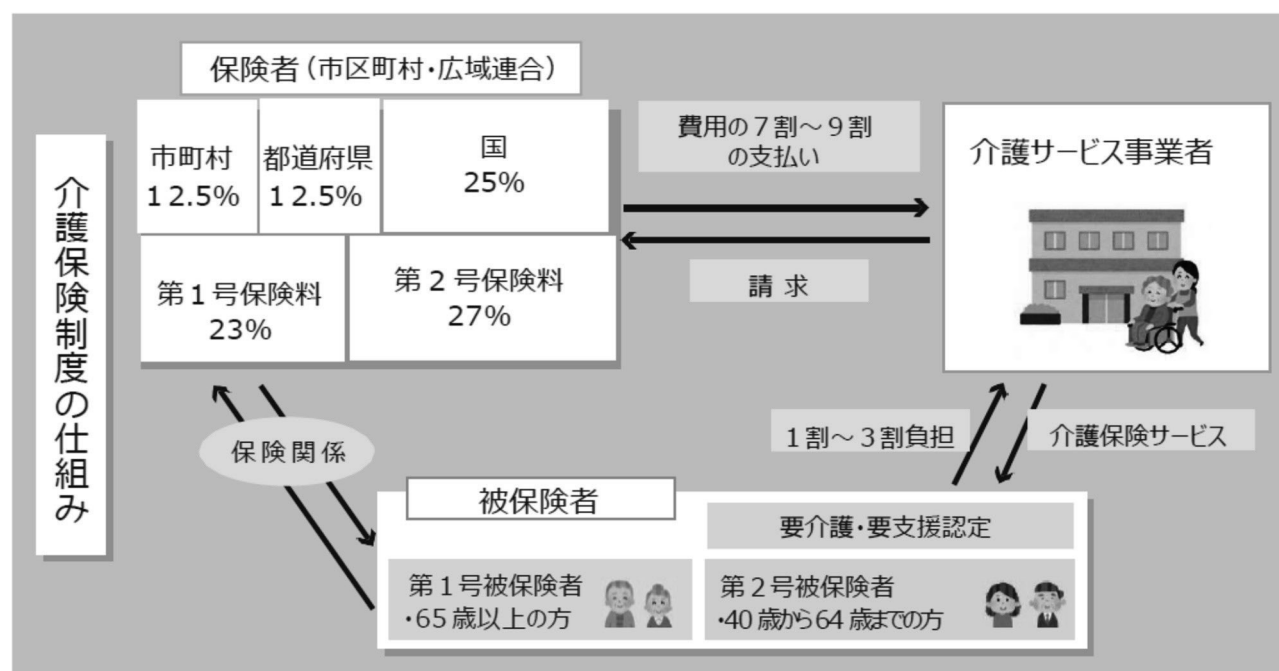 介護保険制度の仕組み
保険者（市区町村・広域連合）
市町村
12.5%
都道府県
12.5%
国
25%
第1号保険料
23%
第2号保険料
27%
費用の7割～9割
の支払い
請求
介護サービス事業者
保険関係
1割～3割負担
介護保険サービス
被保険者
要介護・要支援認定
第1号被保険者
・65歳以上の方
第2号被保険者
・40歳から64歳までの方